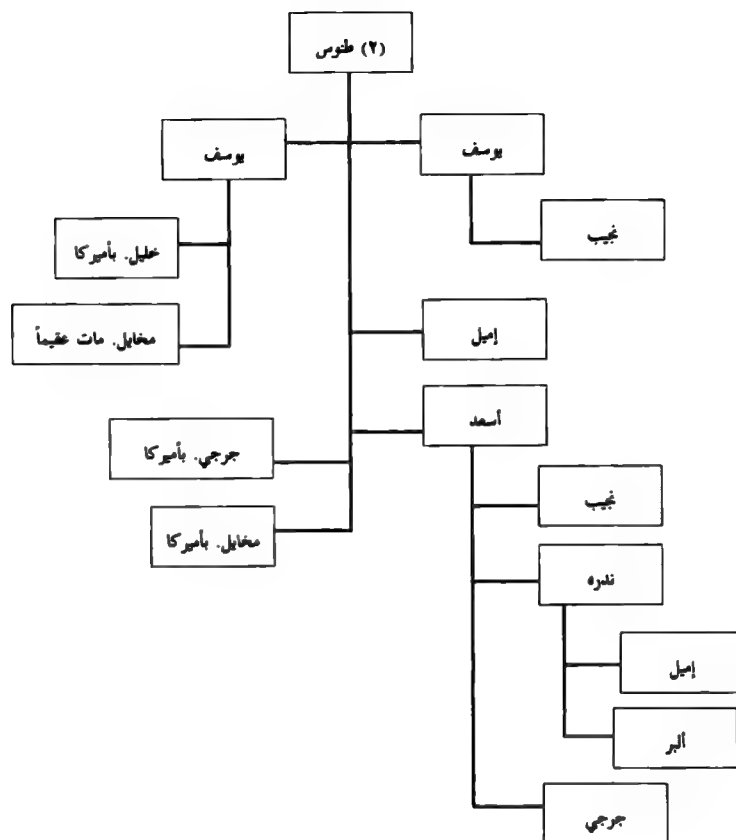 (٢) طنوس
يوسف
يوسف
نجيب
خليل. بأميركا
مخايل. مات عقيماً
إميل
أسعد
جرجي. بأميركا
مخايل. بأميركا
نجيب
ندره
إميل
ألبر
جرجي